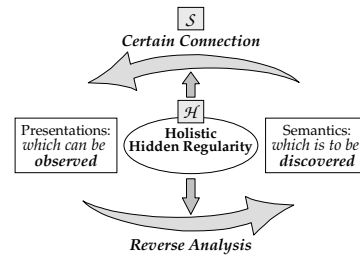 S
Certain Connection
H
Holistic
Hidden Regularity
Presentations:
which can be
observed
Semantics:
which is to be
discovered
Reverse Analysis